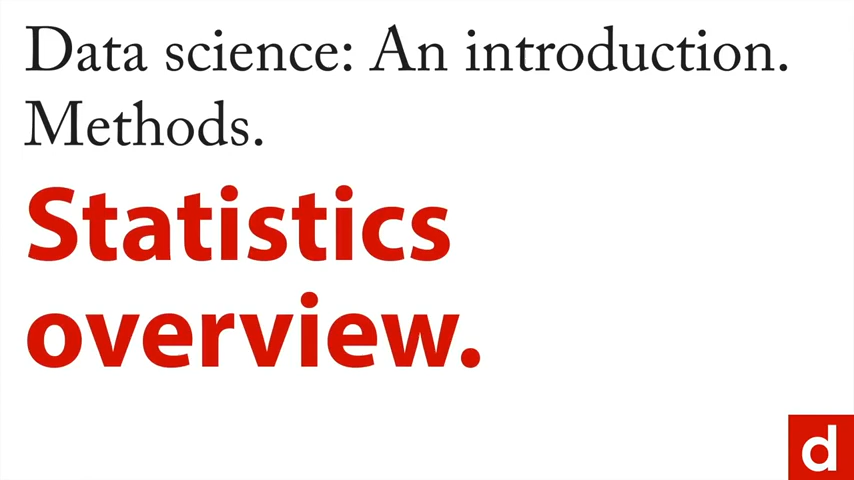 Data science: An introduction.
Methods.
Statistics
overview.
d